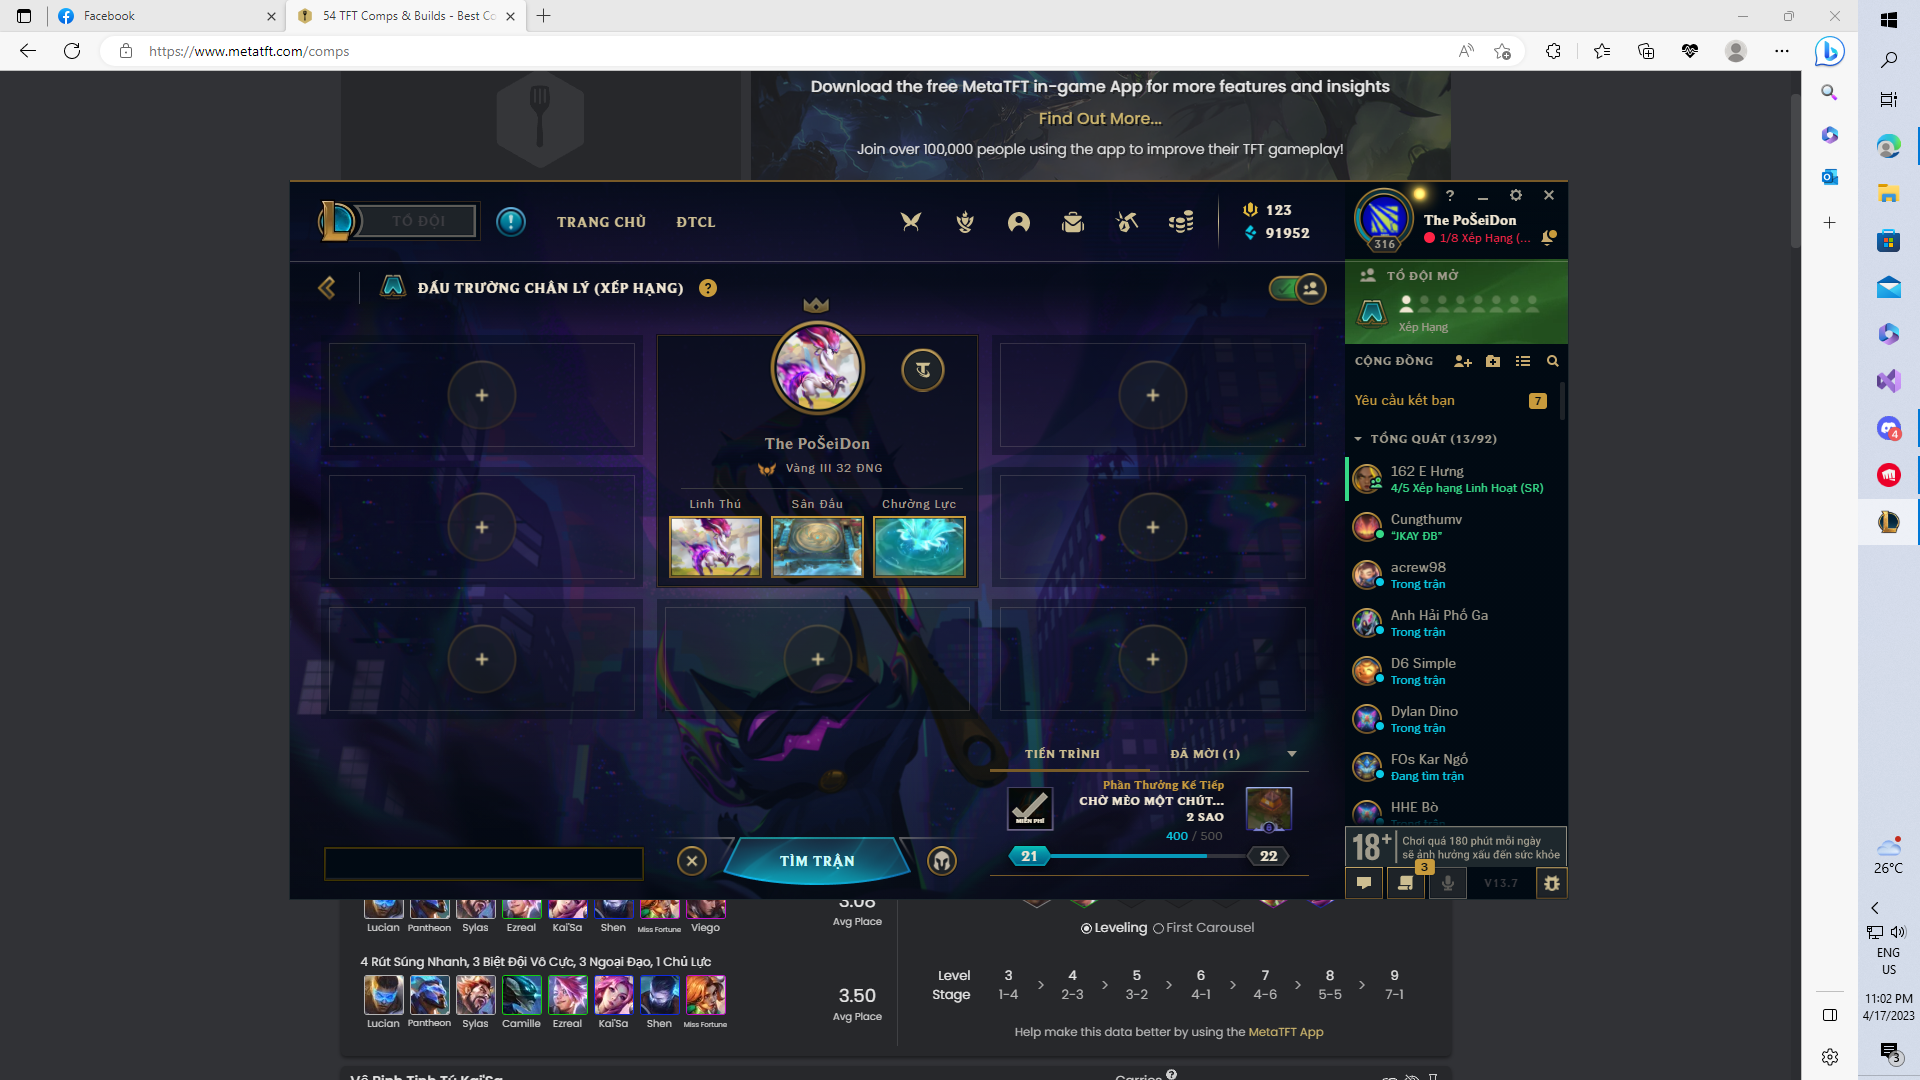 Facebook
54 TFT Comps & Builds - Best Co
https://www.metatft.com/comps
Download the free MetaTFT in-game App for more features and insights
Find Out More...
Join over 100,000 people using the app to improve their TFT gameplay!
TỔ ĐỘI
TRANG CHỦ
ĐTCL
123
91952
?
The PoŠeiDon
316
1/8 Xếp Hạng (...
ĐẤU TRƯỜNG CHÂN LÝ (XẾP HẠNG)
?
TỔ ĐỘI MỞ
Xếp Hạng
The PoŠeiDon
Vàng III 32 ĐNG
Linh Thú
Sân Đấu
Chưởng Lực
CỘNG ĐỒNG
Yêu cầu kết bạn
7
TỔNG QUÁT (13/92)
162 E Hưng
4/5 Xếp hạng Linh Hoạt (SR)
Cungthumv
“JKAY ĐB”
acrew98
Trong trận
Anh Hải Phố Ga
Trong trận
D6 Simple
Trong trận
Dylan Dino
Trong trận
FOs Kar Ngố
Đang tìm trận
HHE Bò
Trong trận
TIẾN TRÌNH
ĐÃ MỜI (1)
Phần Thưởng Kế Tiếp
CHỜ MÈO MỘT CHÚT...
2 SAO
MIỄN PHÍ
400 / 500
21
22
TÌM TRẬN
18+
Chơi quá 180 phút mỗi ngày
sẽ ảnh hưởng xấu đến sức khỏe
3
V13.7
3.08
Avg Place
Lucian
Pantheon
Sylas
Ezreal
Kai'Sa
Shen
Miss Fortune
Viego
4 Rút Súng Nhanh, 3 Biệt Đội Vô Cực, 3 Ngoại Đạo, 1 Chủ Lực
3.50
Avg Place
Lucian
Pantheon
Sylas
Camille
Ezreal
Kai'Sa
Shen
Miss Fortune
Leveling
First Carousel
Level 3 4 5 6 7 8 9
Stage 1-4 2-3 3-2 4-1 4-6 5-5 7-1
Help make this data better by using the MetaTFT App
Vô Định Tinh Tú Kai'Sa
Carries
4
26°C
ENG
US
11:02 PM
4/17/2023
3